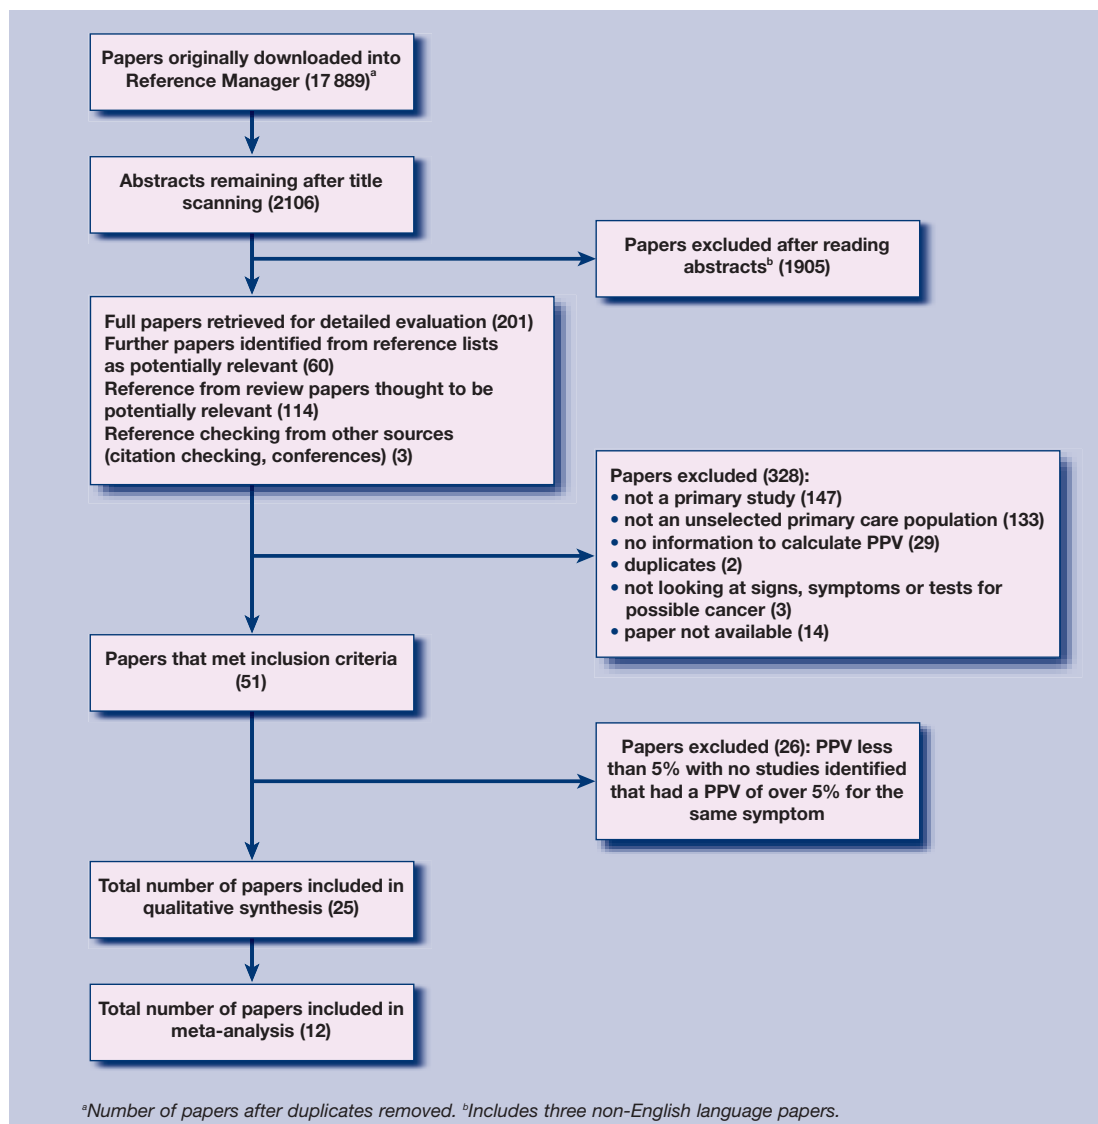 Papers originally downloaded into
Reference Manager (17 889)a
Abstracts remaining after title
scanning (2106)
Papers excluded after reading
abstractsb (1905)
Full papers retrieved for detailed evaluation (201)
Further papers identified from reference lists
as potentially relevant (60)
Reference from review papers thought to be
potentially relevant (114)
Reference checking from other sources
(citation checking, conferences) (3)
Papers excluded (328):
• not a primary study (147)
• not an unselected primary care population (133)
• no information to calculate PPV (29)
• duplicates (2)
• not looking at signs, symptoms or tests for
possible cancer (3)
• paper not available (14)
Papers that met inclusion criteria
(51)
Papers excluded (26): PPV less
than 5% with no studies identified
that had a PPV of over 5% for the
same symptom
Total number of papers included in
qualitative synthesis (25)
Total number of papers included in
meta-analysis (12)
aNumber of papers after duplicates removed. bIncludes three non-English language papers.